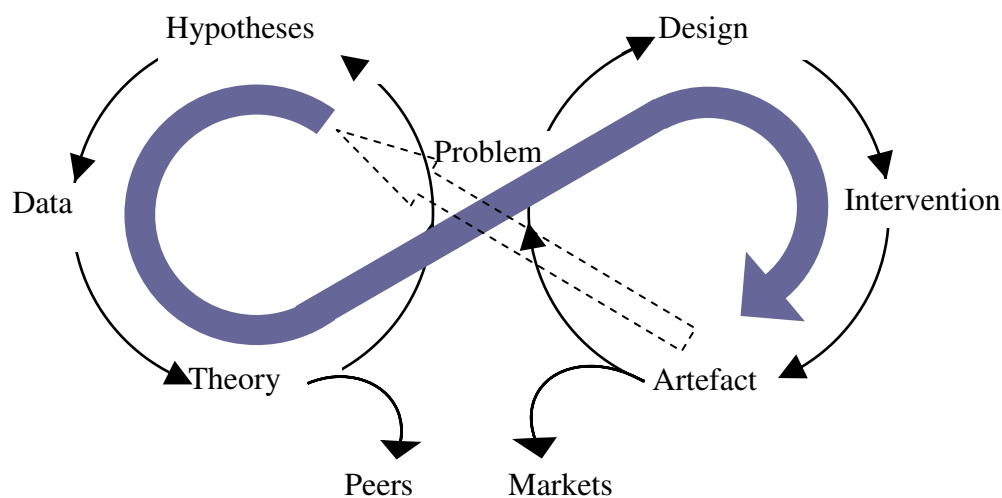 Hypotheses
Design
Problem
Data
Intervention
Theory
Artefact
Peers
Markets